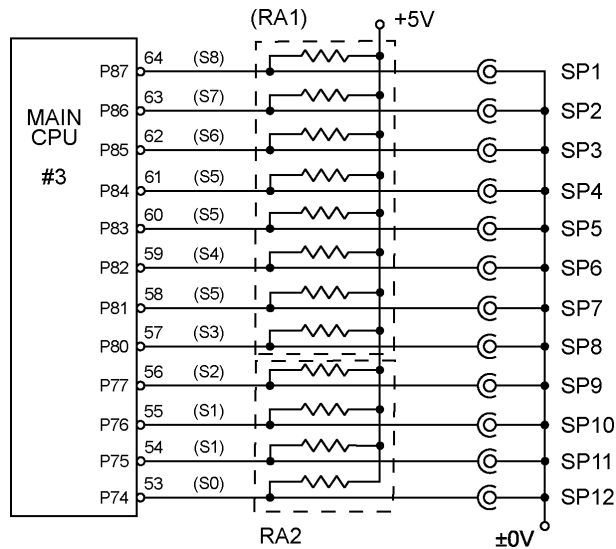 (RA1) +5V
P87 64 (S8) SP1
P86 63 (S7) SP2
MAIN
CPU
P85 62 (S6) SP3
#3
P84 61 (S5) SP4
P83 60 (S5) SP5
P82 59 (S4) SP6
P81 58 (S5) SP7
P80 57 (S3) SP8
P77 56 (S2) SP9
P76 55 (S1) SP10
P75 54 (S1) SP11
P74 53 (S0) SP12
RA2 ±0V